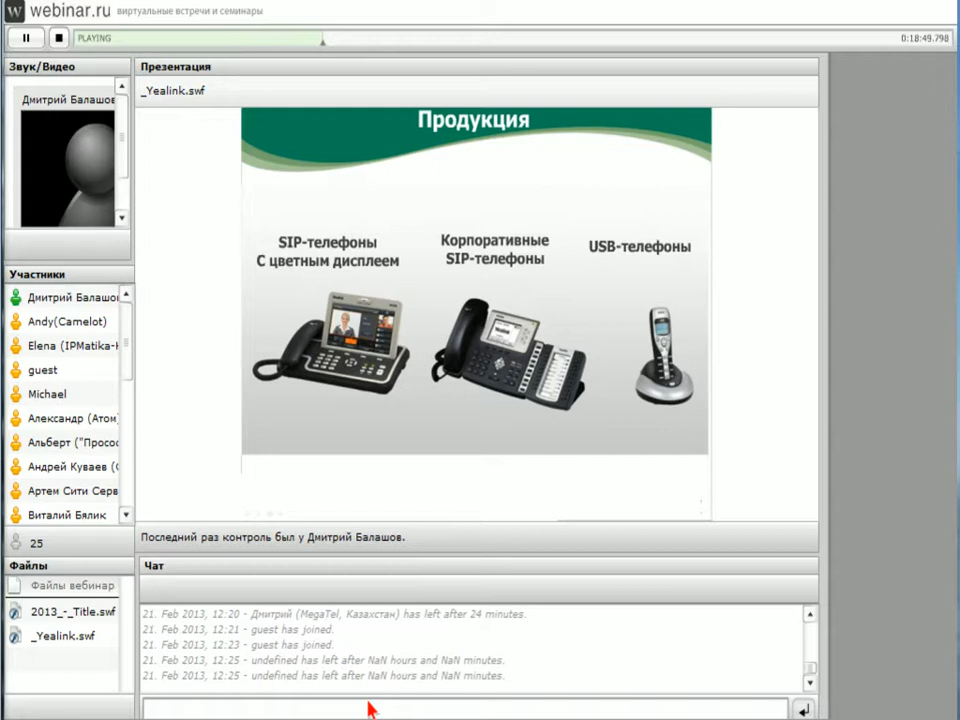 w webinar.ru виртуальные встречи и семинары
PLAYING 0:18:49.798
Звук/Видео
Дмитрий Балашов
Участники
Дмитрий Балашо
Andy(Camelot)
Elena (IPMatika-
guest
Michael
Александр (Атом)
Альберт ("Просо
Андрей Куваев (
Артем Сити Серв
Виталий Бялик
25
Файлы
Файлы вебинар
2013_-_Title.swf
_Yealink.swf
Презентация
_Yealink.swf
Продукция
SIP-телефоны
С цветным дисплеем
Корпоративные
SIP-телефоны
USB-телефоны
Последний раз контроль был у Дмитрий Балашов.
Чат
21. Feb 2013, 12:20 - Дмитрий (MegaTel, Казахстан) has left after 24 minutes.
21. Feb 2013, 12:21 - guest has joined.
21. Feb 2013, 12:23 - guest has joined.
21. Feb 2013, 12:25 - undefined has left after NaN hours and NaN minutes.
21. Feb 2013, 12:25 - undefined has left after NaN hours and NaN minutes.